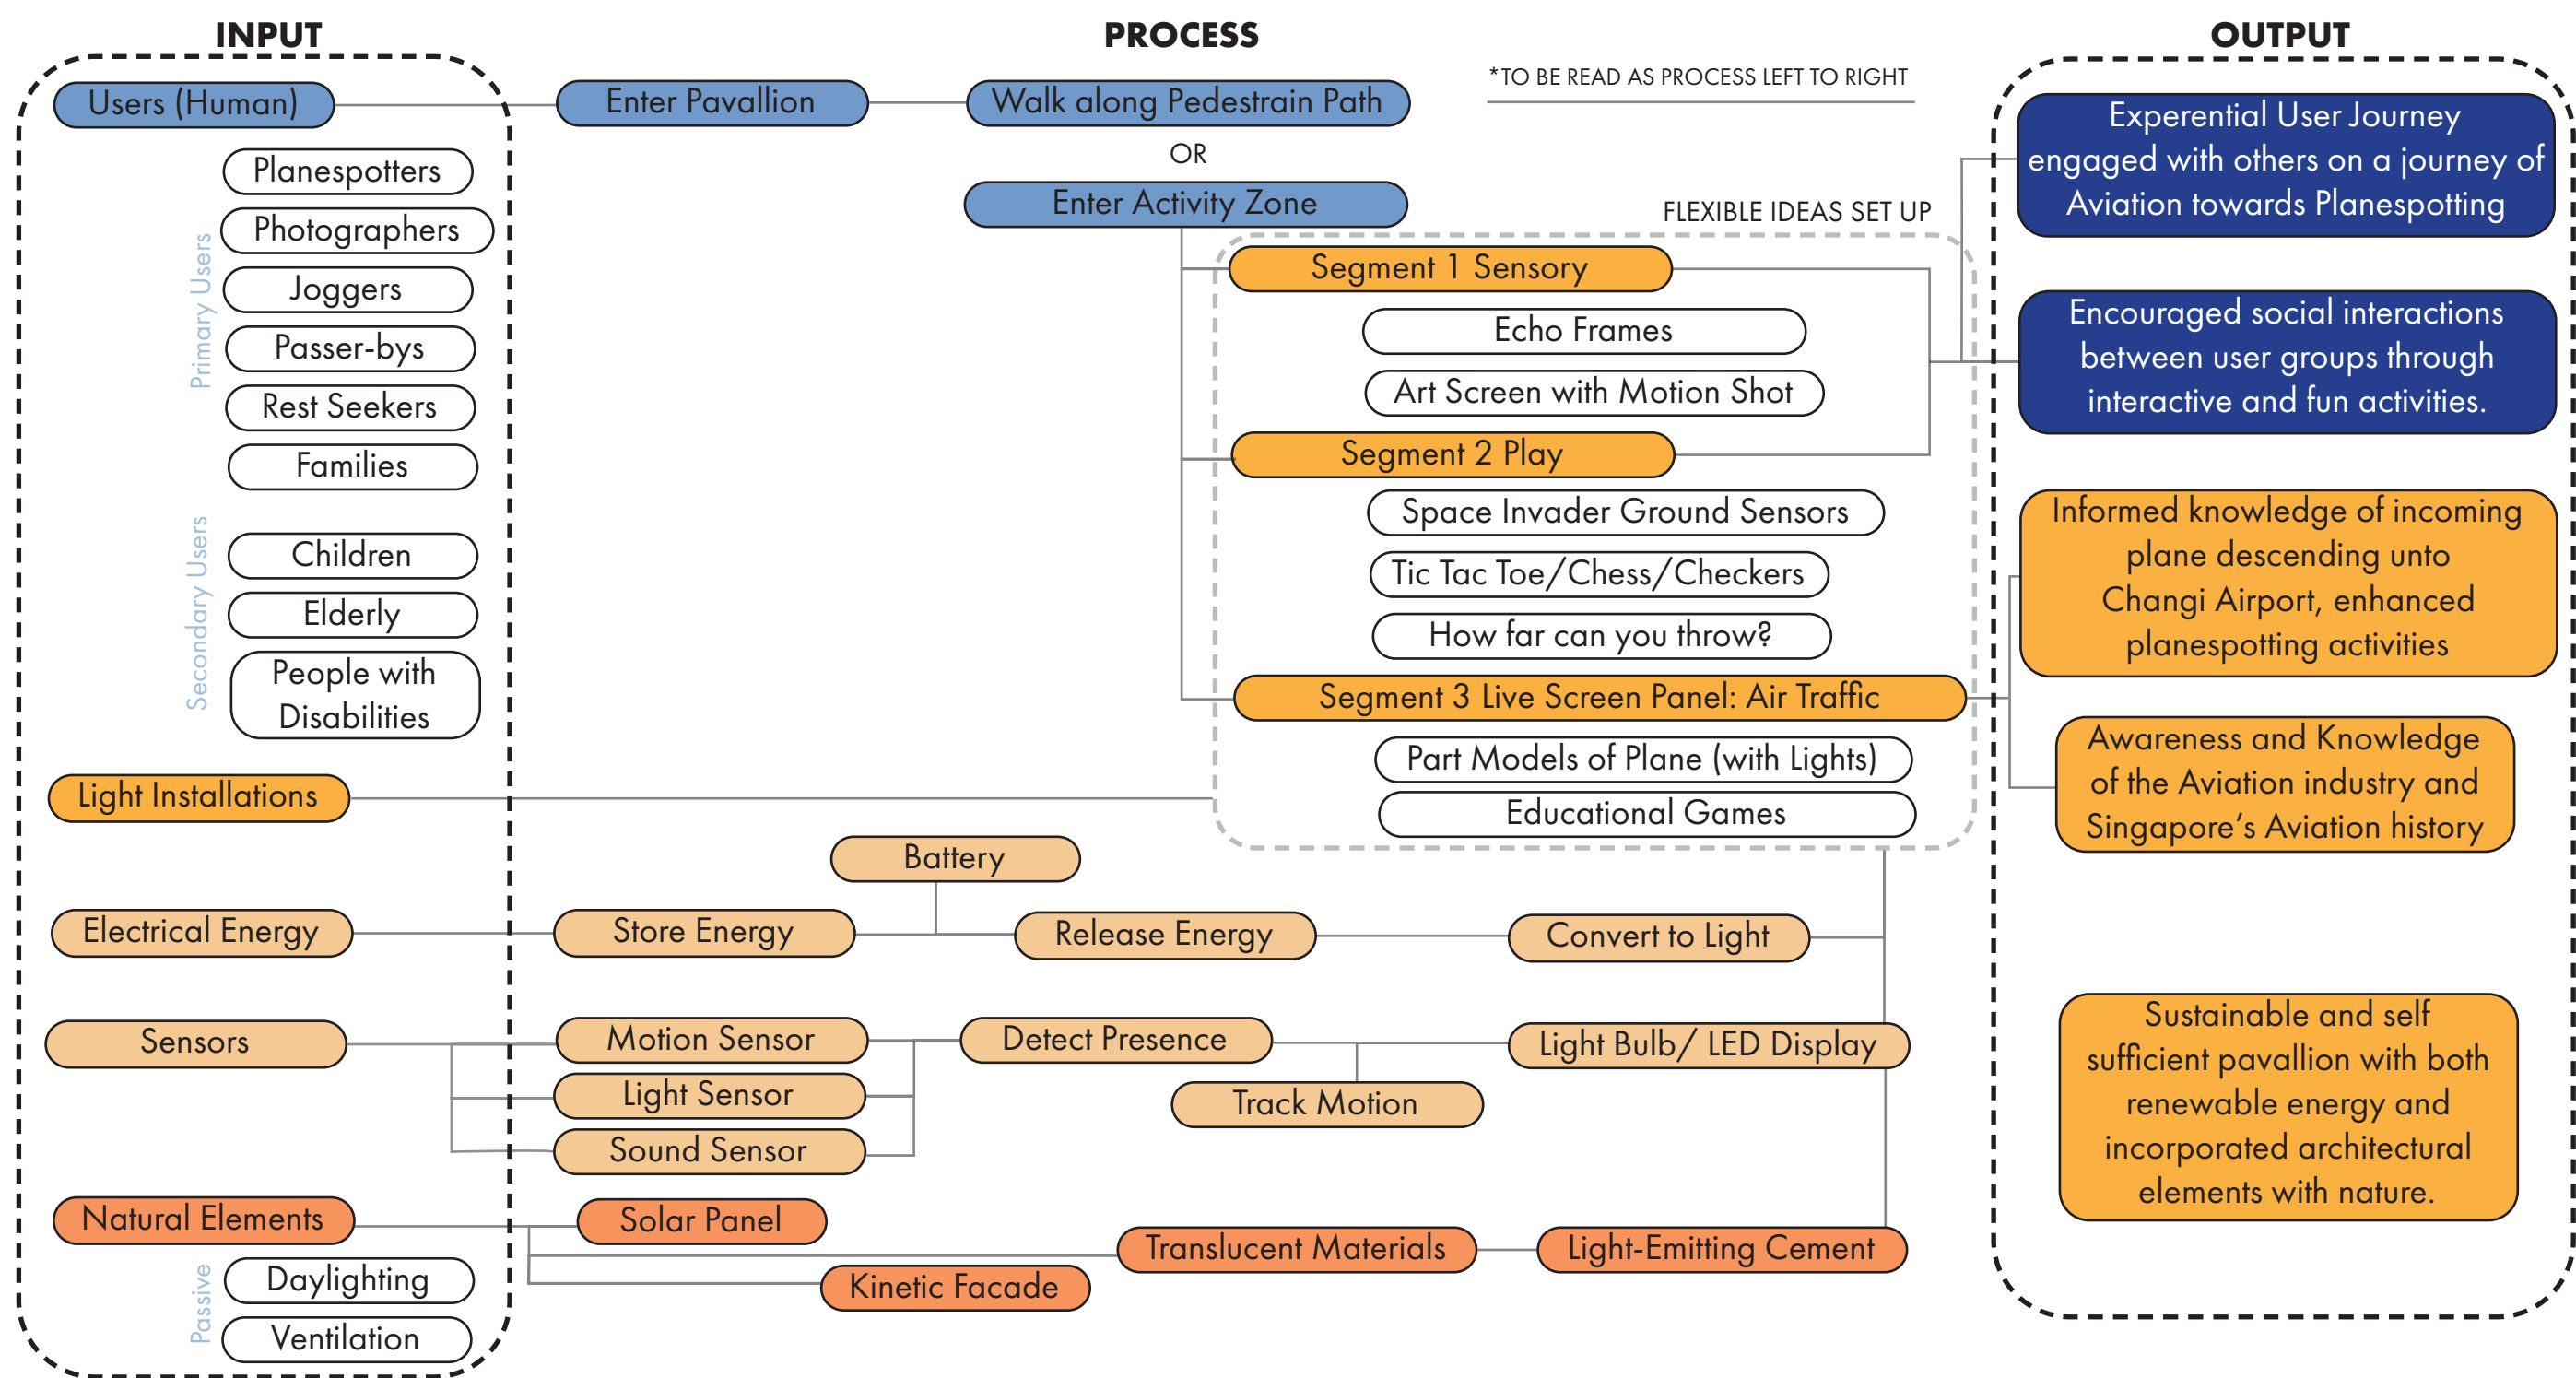 INPUT
PROCESS
OUTPUT
*TO BE READ AS PROCESS LEFT TO RIGHT
Users (Human)
Enter Pavallion
Walk along Pedestrain Path
OR
Enter Activity Zone
Primary Users
Planespotters
Photographers
Joggers
Passer-bys
Rest Seekers
Families
Secondary Users
Children
Elderly
People with
Disabilities
FLEXIBLE IDEAS SET UP
Segment 1 Sensory
Echo Frames
Art Screen with Motion Shot
Segment 2 Play
Space Invader Ground Sensors
Tic Tac Toe/Chess/Checkers
How far can you throw?
Segment 3 Live Screen Panel: Air Traffic
Part Models of Plane (with Lights)
Educational Games
Light Installations
Battery
Electrical Energy
Store Energy
Release Energy
Convert to Light
Sensors
Motion Sensor
Light Sensor
Sound Sensor
Detect Presence
Track Motion
Light Bulb/ LED Display
Natural Elements
Passive
Daylighting
Ventilation
Solar Panel
Kinetic Facade
Translucent Materials
Light-Emitting Cement
Experential User Journey
engaged with others on a journey of
Aviation towards Planespotting
Encouraged social interactions
between user groups through
interactive and fun activities.
Informed knowledge of incoming
plane descending unto
Changi Airport, enhanced
planespotting activities
Awareness and Knowledge
of the Aviation industry and
Singapore's Aviation history
Sustainable and self
sufficient pavallion with both
renewable energy and
incorporated architectural
elements with nature.